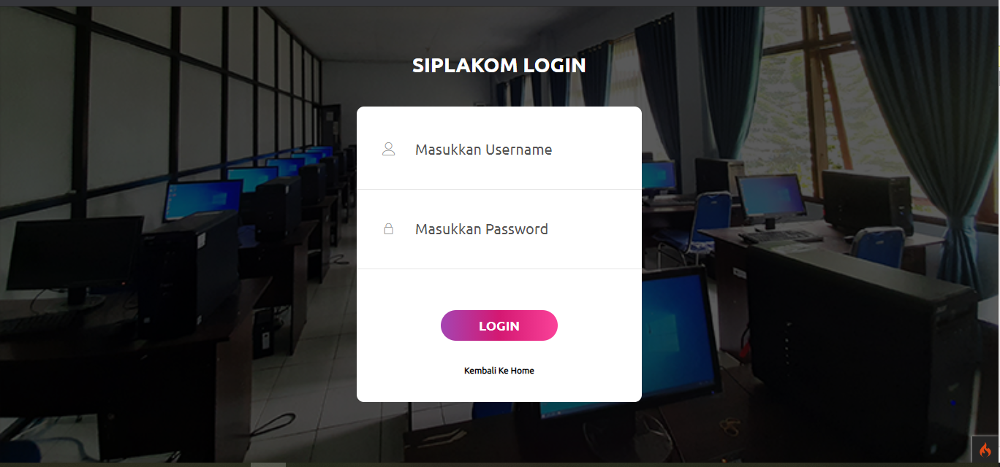 SIPLAKOM LOGIN
Masukkan Username
Masukkan Password
LOGIN
Kembali Ke Home